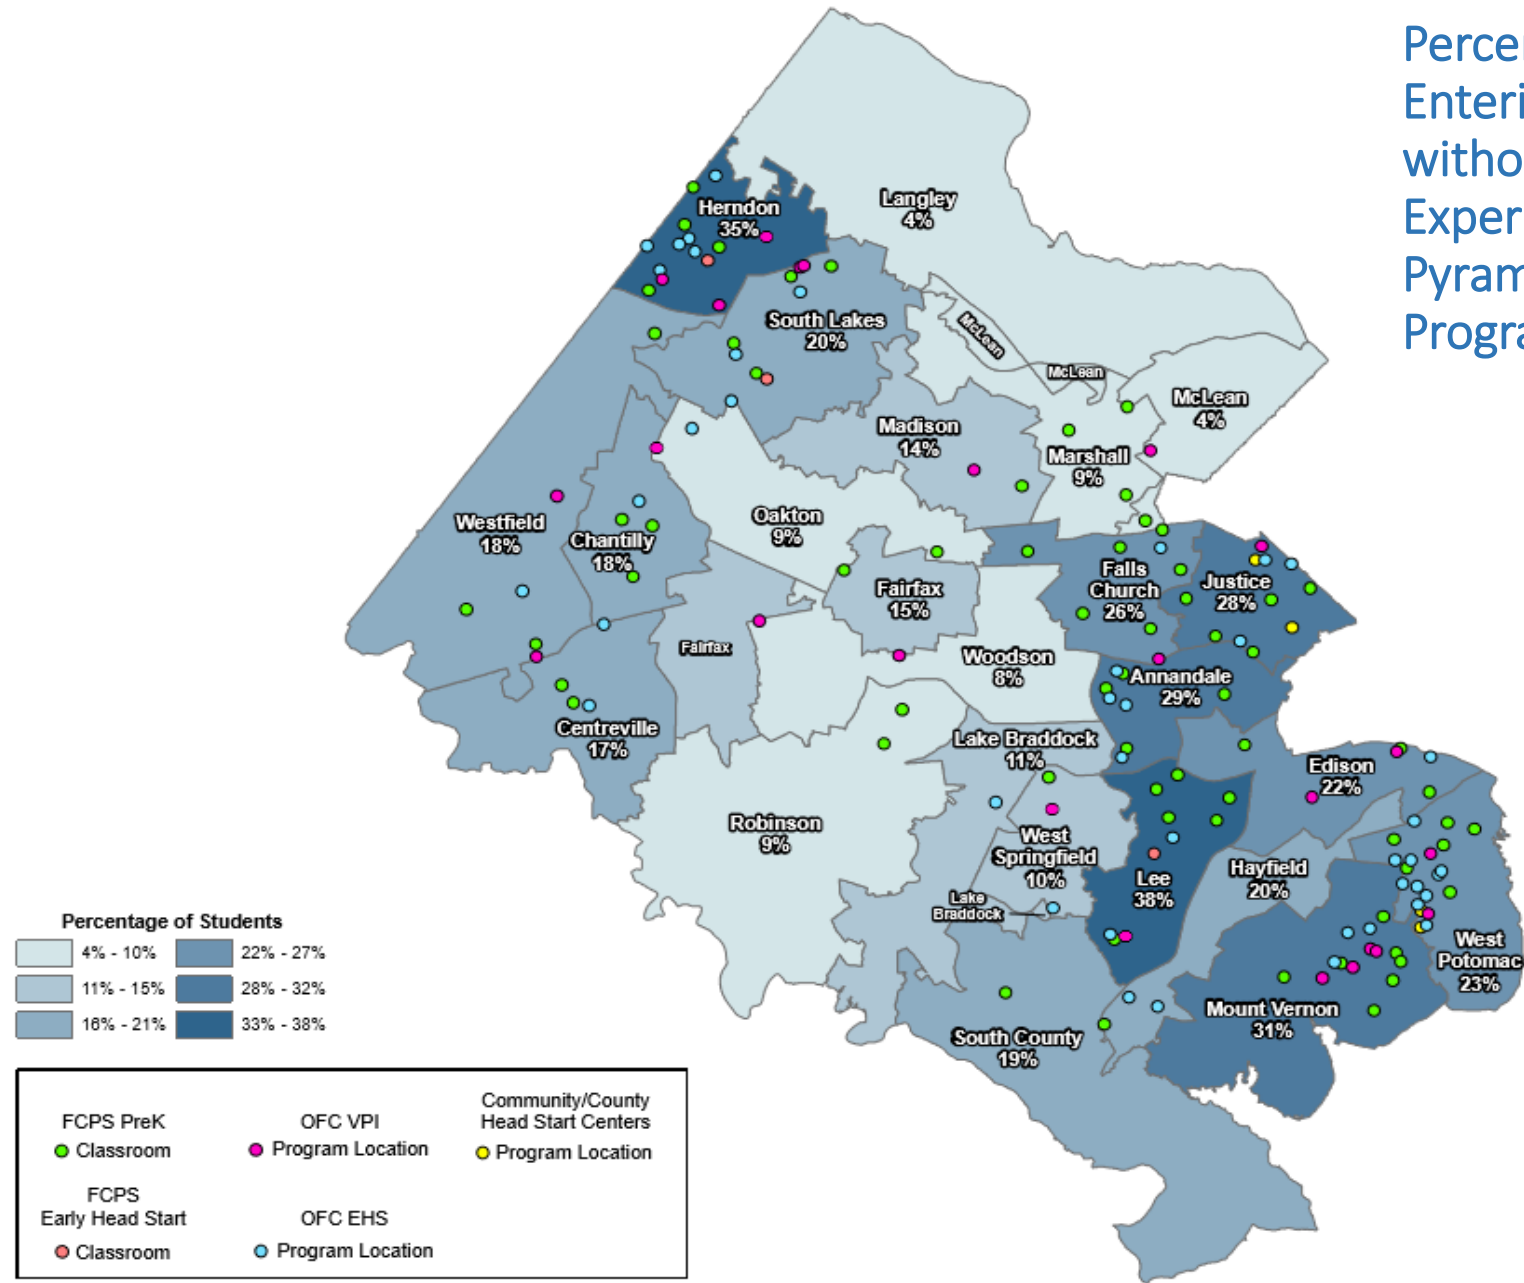 Perce
Enteri
witho
Exper
Pyram
Progra
Langley
4%
Herndon
35%
South Lakes
20%
McLean
McLean
McLean
4%
Madison
14%
Marshall
9%
Westfield
18%
Chantilly
18%
Oakton
9%
Fairfax
15%
Falls
Church
26%
Justice
28%
Fairfax
Woodson
8%
Annandale
29%
Centreville
17%
Lake Braddock
11%
Edison
22%
Robinson
9%
West
Springfield
10%
Lee
38%
Hayfield
20%
Lake
Braddock
West
Potomac
23%
Mount Vernon
31%
South County
19%
Percentage of Students
4% - 10%
22% - 27%
11% - 15%
28% - 32%
16% - 21%
33% - 38%
FCPS PreK
Classroom
OFC VPI
Program Location
Community/County
Head Start Centers
Program Location
FCPS
Early Head Start
Classroom
OFC EHS
Program Location